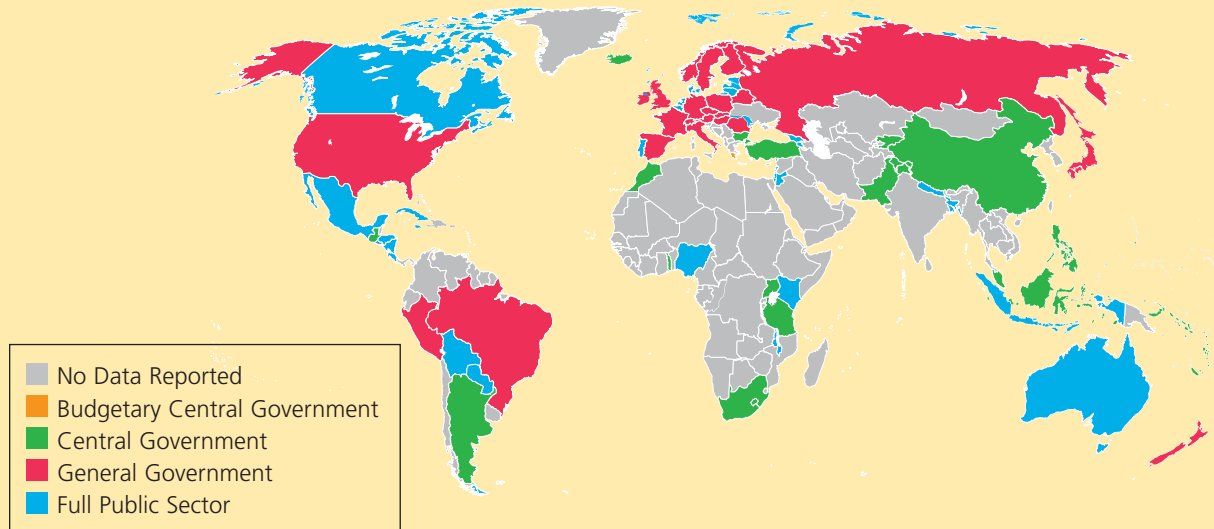 No Data Reported
Budgetary Central Government
Central Government
General Government
Full Public Sector